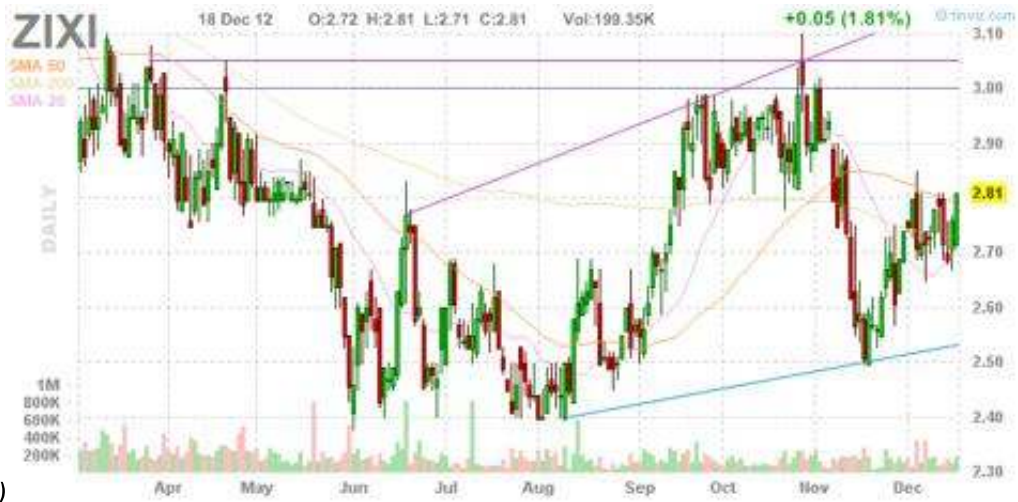 ZIXI 18 Dec 12 O:2.72 H:2.81 L:2.71 C:2.81 Vol:199.35K +0.05 (1.81%) © finviz.com
SMA 50
SMA 200
SMA 20
DAILY
3.10
3.00
2.90
2.81
2.70
2.60
2.50
2.40
2.30
1M
800K
600K
400K
200K
Apr May Jun Jul Aug Sep Oct Nov Dec
)